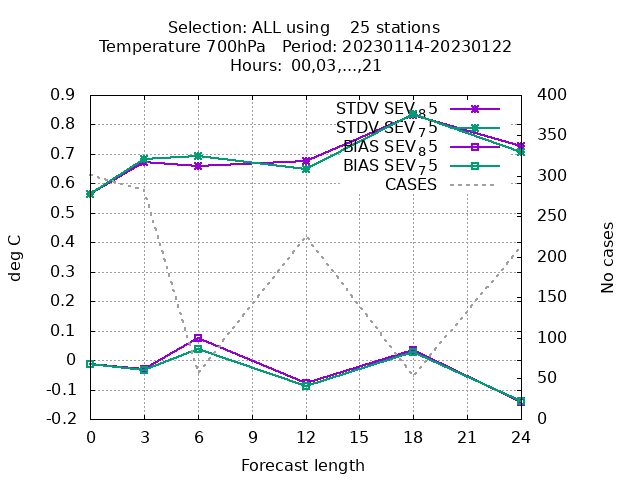 Selection: ALL using    25 stations
Temperature 700hPa   Period: 20230114-20230122
Hours:  00,03,...,21
0.9
0.8
0.7
0.6
0.5
0.4
0.3
0.2
0.1
0
-0.1
-0.2
deg C
STDV SEV₈5
STDV SEV₇5
BIAS SEV₈5
BIAS SEV₇5
CASES
400
350
300
250
200
150
100
50
0
No cases
0 3 6 9 12 15 18 21 24
Forecast length